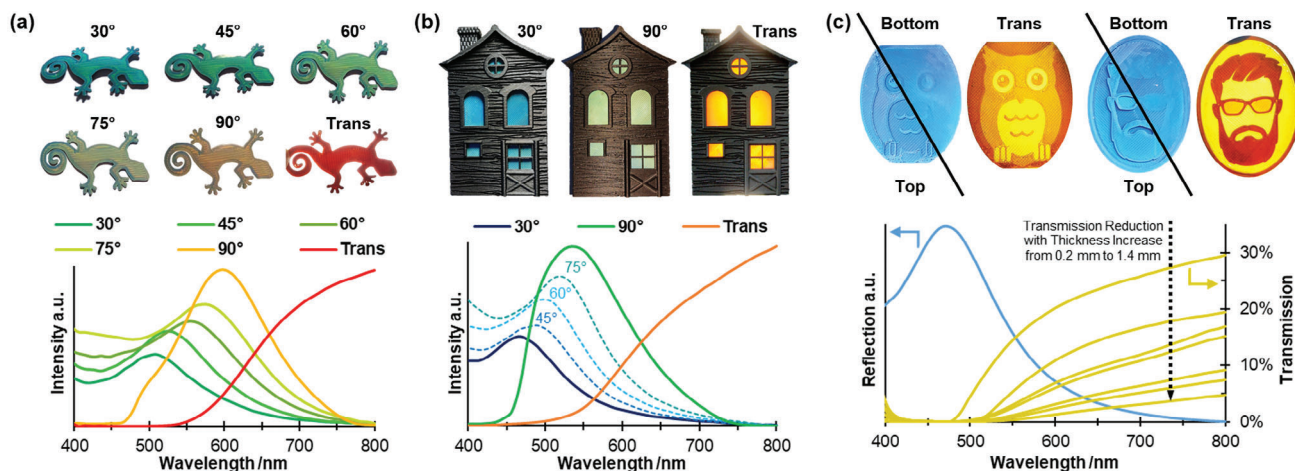 (a)
30°
45°
60°
75°
90°
Trans
30°
45°
60°
75°
90°
Trans
Intensity a.u.
400
500
600
700
800
Wavelength /nm
(b)
30°
90°
Trans
30°
90°
Trans
75°
60°
45°
Intensity a.u.
400
500
600
700
800
Wavelength /nm
(c)
Bottom
Trans
Bottom
Trans
Top
Top
Transmission Reduction
with Thickness Increase
from 0.2 mm to 1.4 mm
30%
20%
10%
0%
Reflection a.u.
Transmission
400
500
600
700
800
Wavelength /nm